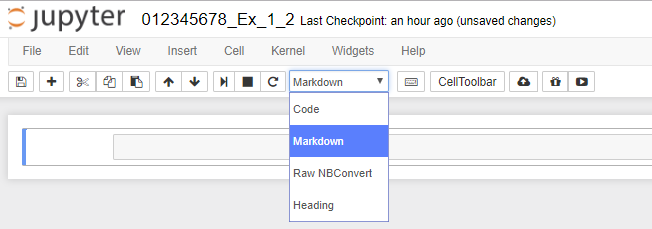 jupyter 012345678_Ex_1_2 Last Checkpoint: an hour ago (unsaved changes)
File Edit View Insert Cell Kernel Widgets Help
Markdown CellToolbar
Code
Markdown
Raw NBConvert
Heading